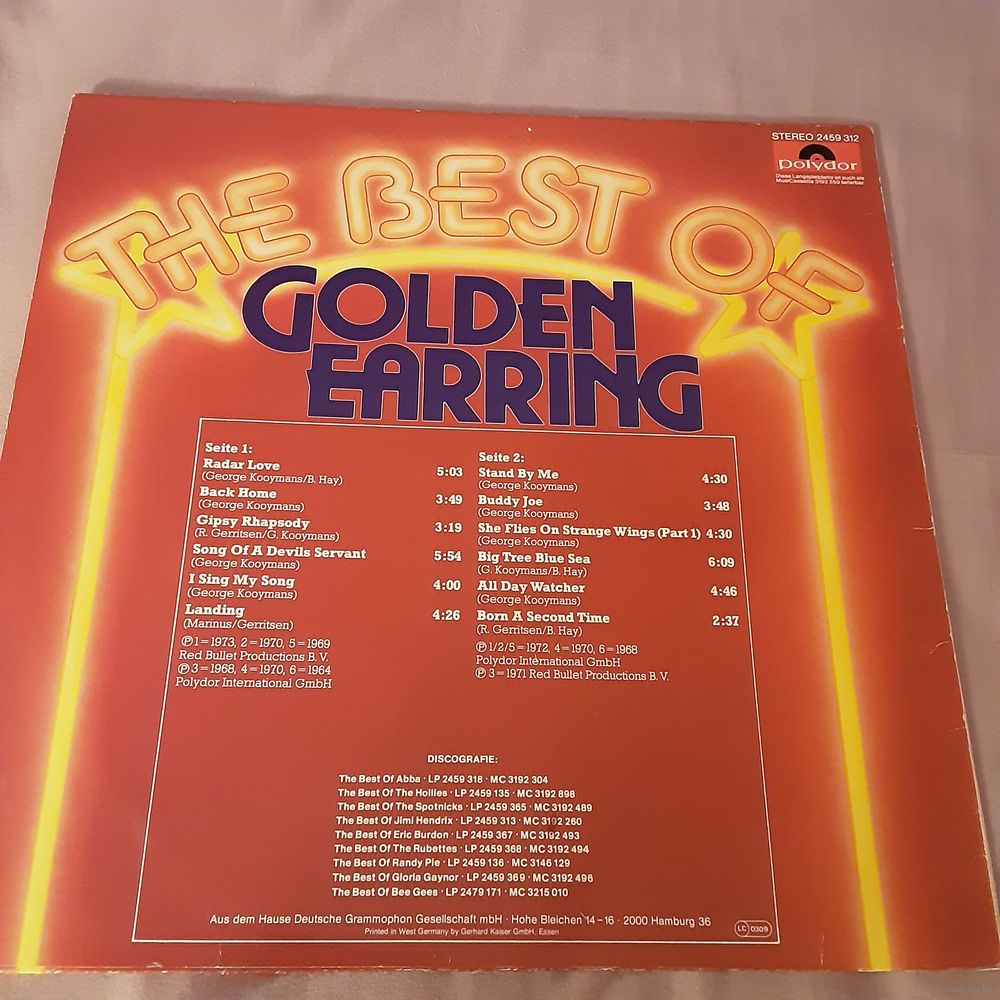 STEREO 2459 312
polydor
Diese Langspielplatte ist auch als
MusiCassette 3192 259 lieferbar
THE BEST OF
GOLDEN
EARRING
Seite 1:
Radar Love 5:03
(George Kooymans/B. Hay)
Back Home 3:49
(George Kooymans)
Gipsy Rhapsody 3:19
(R. Gerritsen/G. Kooymans)
Song Of A Devils Servant 5:54
(George Kooymans)
I Sing My Song 4:00
(George Kooymans)
Landing 4:26
(Marinus/Gerritsen)
℗ 1=1973, 2=1970, 5=1969
Red Bullet Productions B. V.
℗ 3=1968, 4=1970, 6=1964
Polydor International GmbH
Seite 2:
Stand By Me 4:30
(George Kooymans)
Buddy Joe 3:48
(George Kooymans)
She Flies On Strange Wings (Part 1) 4:30
(George Kooymans)
Big Tree Blue Sea 6:09
(G. Kooymans/B. Hay)
All Day Watcher 4:46
(George Kooymans)
Born A Second Time 2:37
(R. Gerritsen/B. Hay)
℗ 1/2/5=1972, 4=1970, 6=1968
Polydor International GmbH
℗ 3=1971 Red Bullet Productions B. V.
DISCOGRAFIE:
The Best Of Abba · LP 2459 318 · MC 3192 304
The Best Of The Hollies · LP 2459 135 · MC 3192 898
The Best Of The Spotnicks · LP 2459 365 · MC 3192 489
The Best Of Jimi Hendrix · LP 2459 313 · MC 3192 260
The Best Of Eric Burdon · LP 2459 367 · MC 3192 493
The Best Of The Rubettes · LP 2459 368 · MC 3192 494
The Best Of Randy Pie · LP 2459 136 · MC 3146 129
The Best Of Gloria Gaynor · LP 2459 369 · MC 3192 496
The Best Of Bee Gees · LP 2479 171 · MC 3215 010
Aus dem Hause Deutsche Grammophon Gesellschaft mbH · Hohe Bleichen 14-16 · 2000 Hamburg 36
Printed in West Germany by Gerhard Kaiser GmbH, Essen
LC 0309